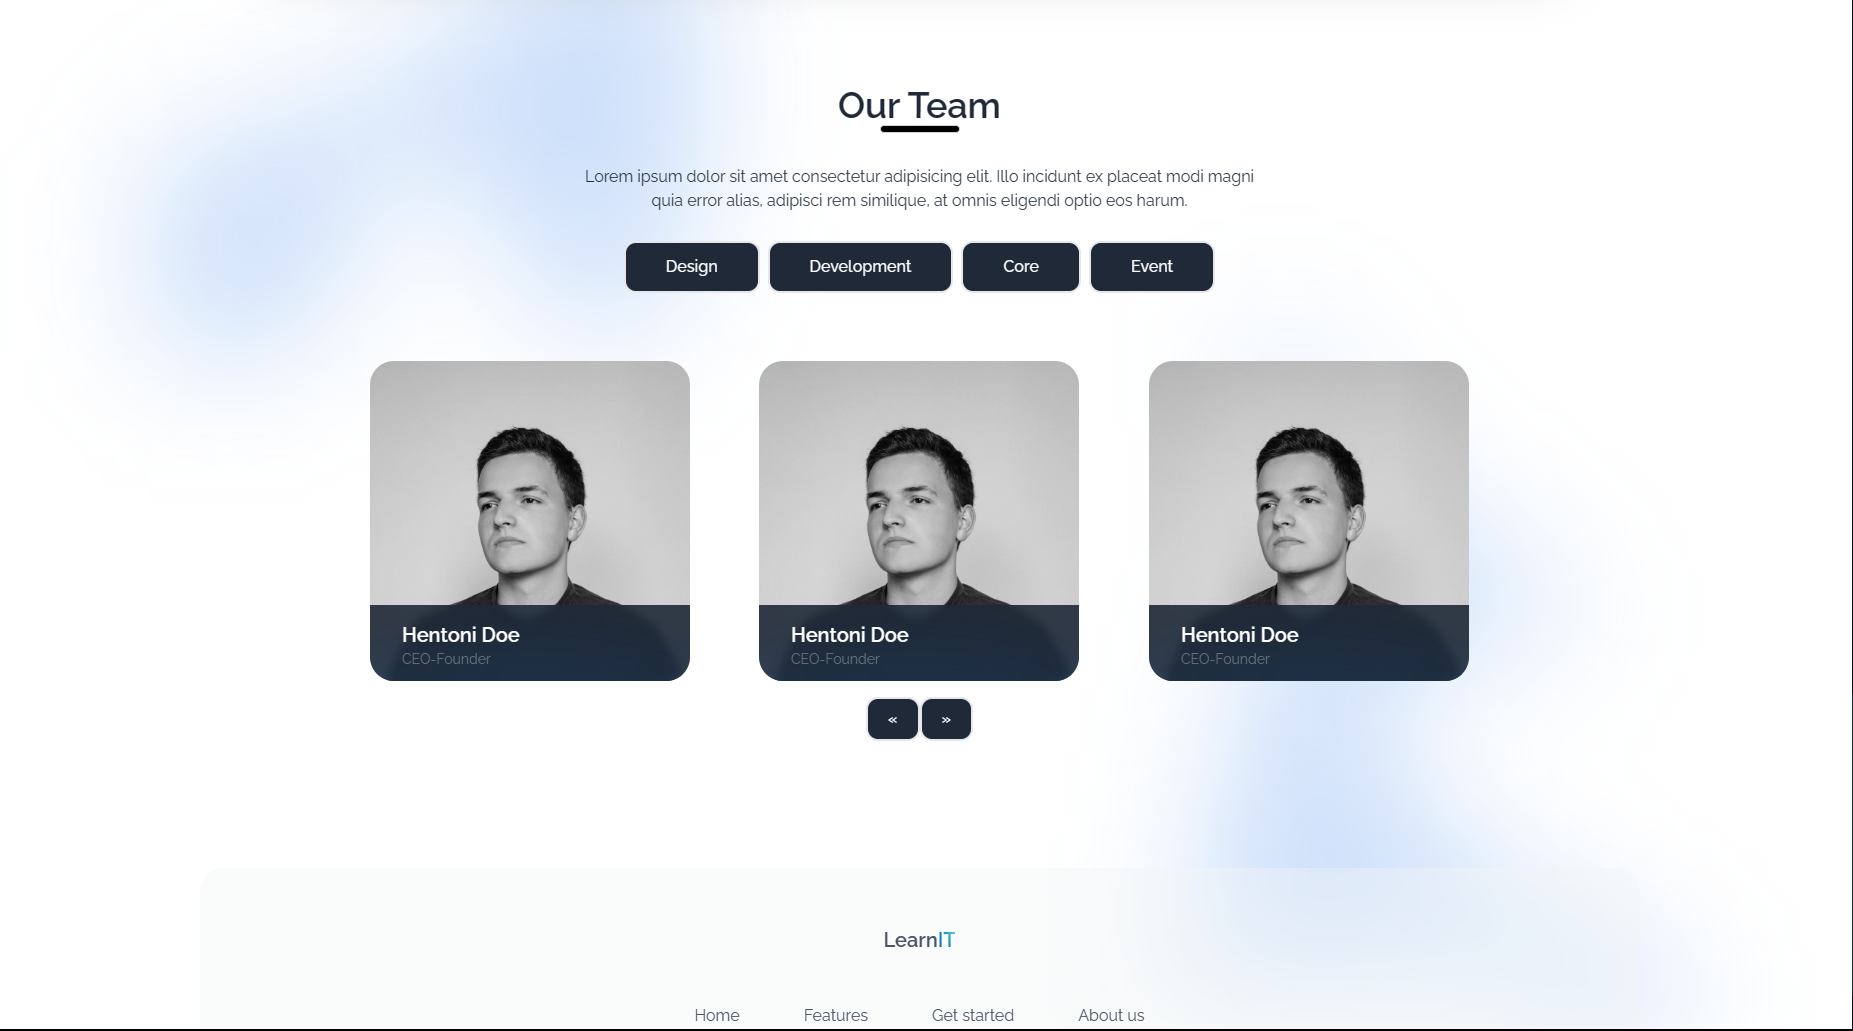 Our Team
Lorem ipsum dolor sit amet consectetur adipisicing elit. Illo incidunt ex placeat modi magni
quia error alias, adipisci rem similique, at omnis eligendi optio eos harum.
Design Development Core Event
Hentoni Doe Hentoni Doe Hentoni Doe
CEO-Founder CEO-Founder CEO-Founder
« »
LearnIT
Home Features Get started About us